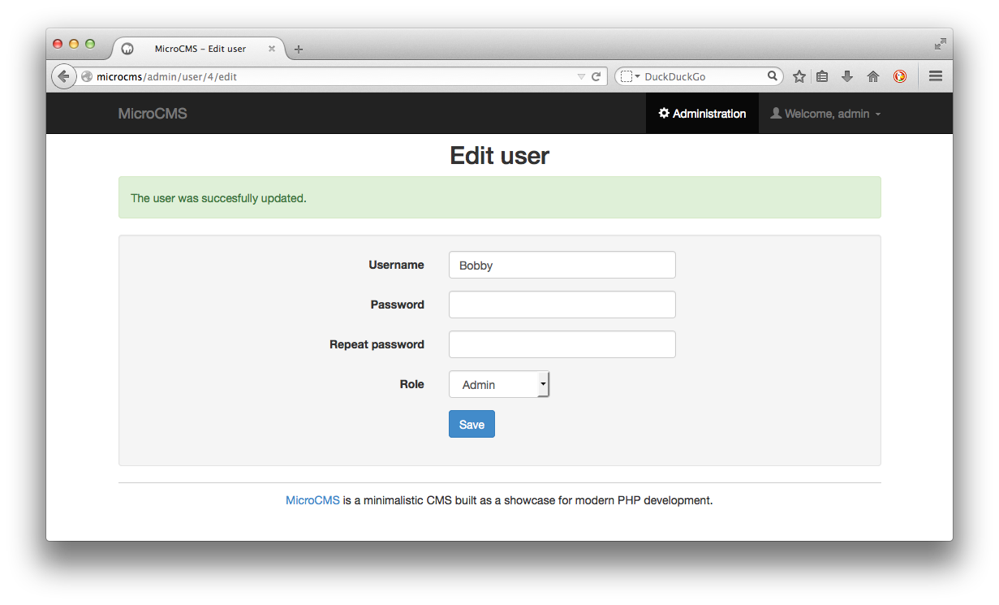 MicroCMS - Edit user
microcms/admin/user/4/edit
DuckDuckGo
MicroCMS
Administration
Welcome, admin
Edit user
The user was succesfully updated.
Username
Bobby
Password
Repeat password
Role
Admin
Save
MicroCMS is a minimalistic CMS built as a showcase for modern PHP development.